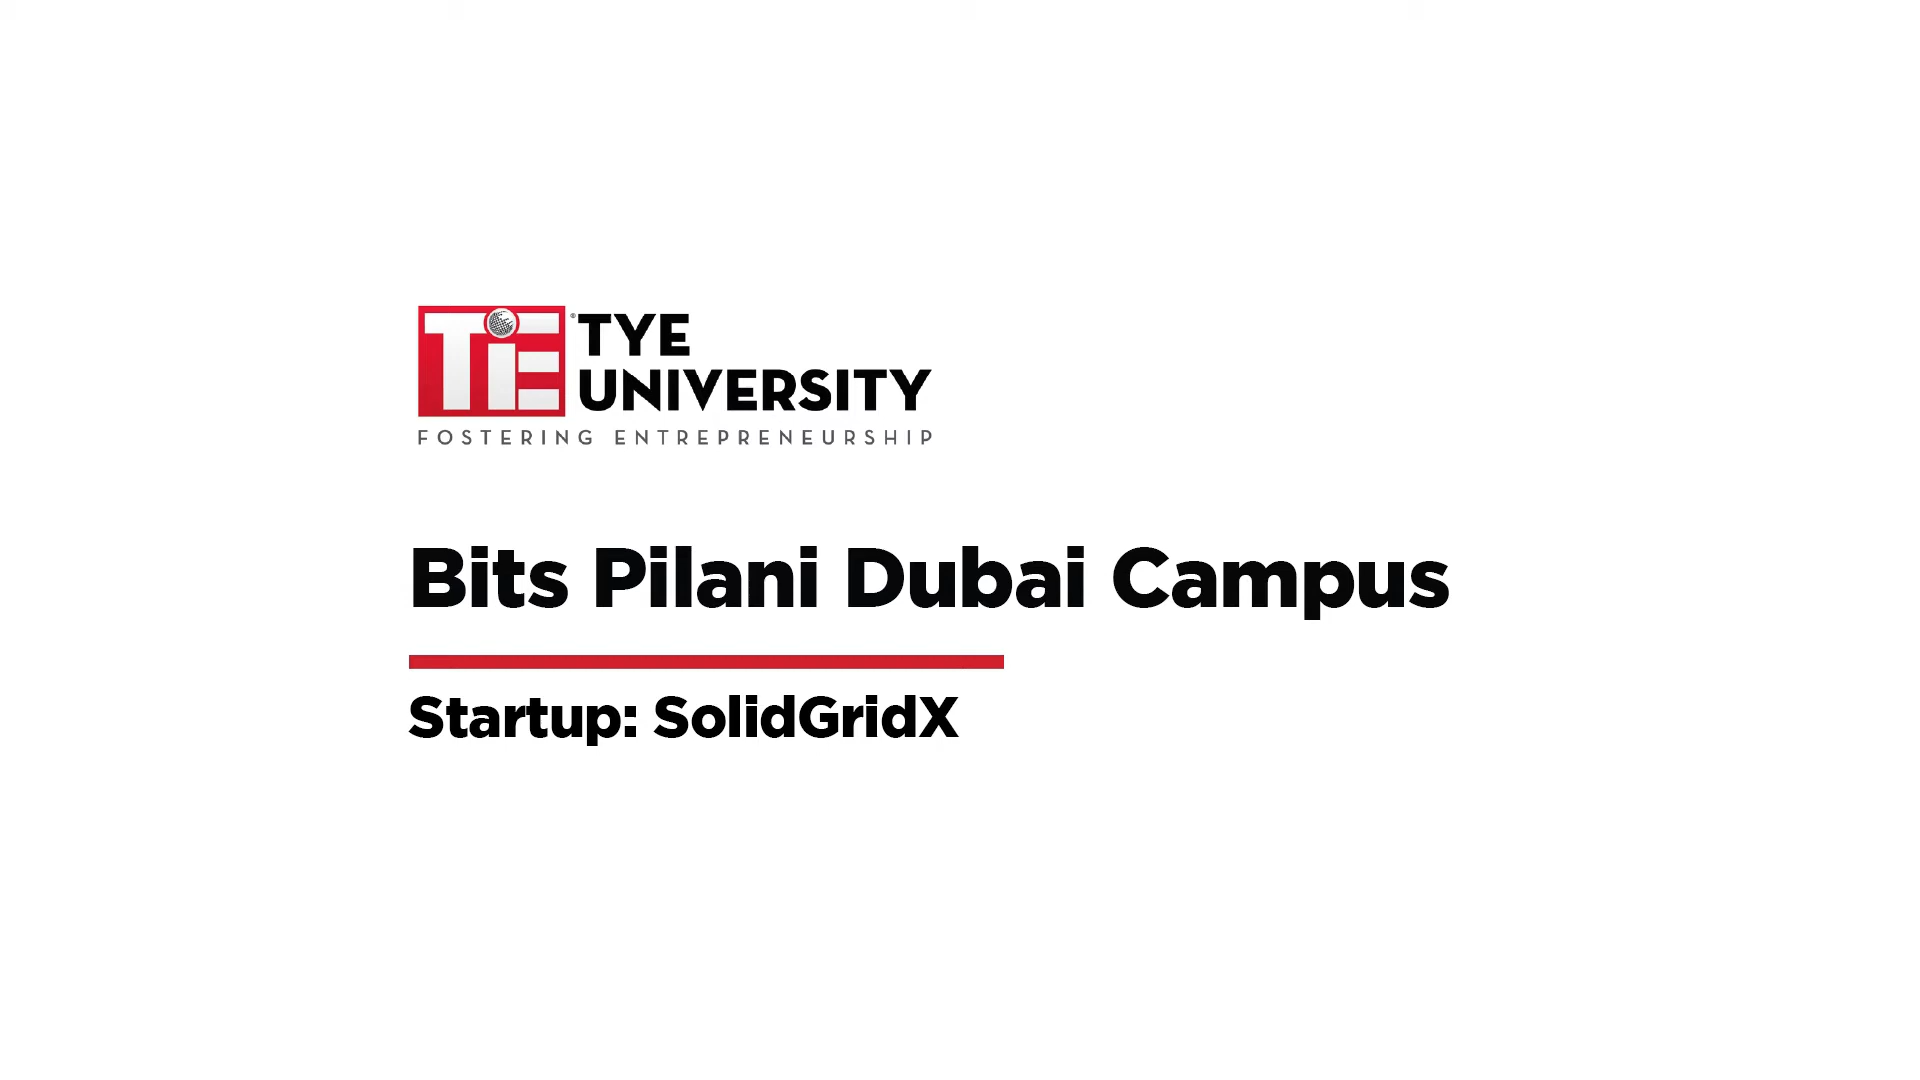 TiE® TYE
UNIVERSITY
FOSTERING ENTREPRENEURSHIP
Bits Pilani Dubai Campus
Startup: SolidGridX